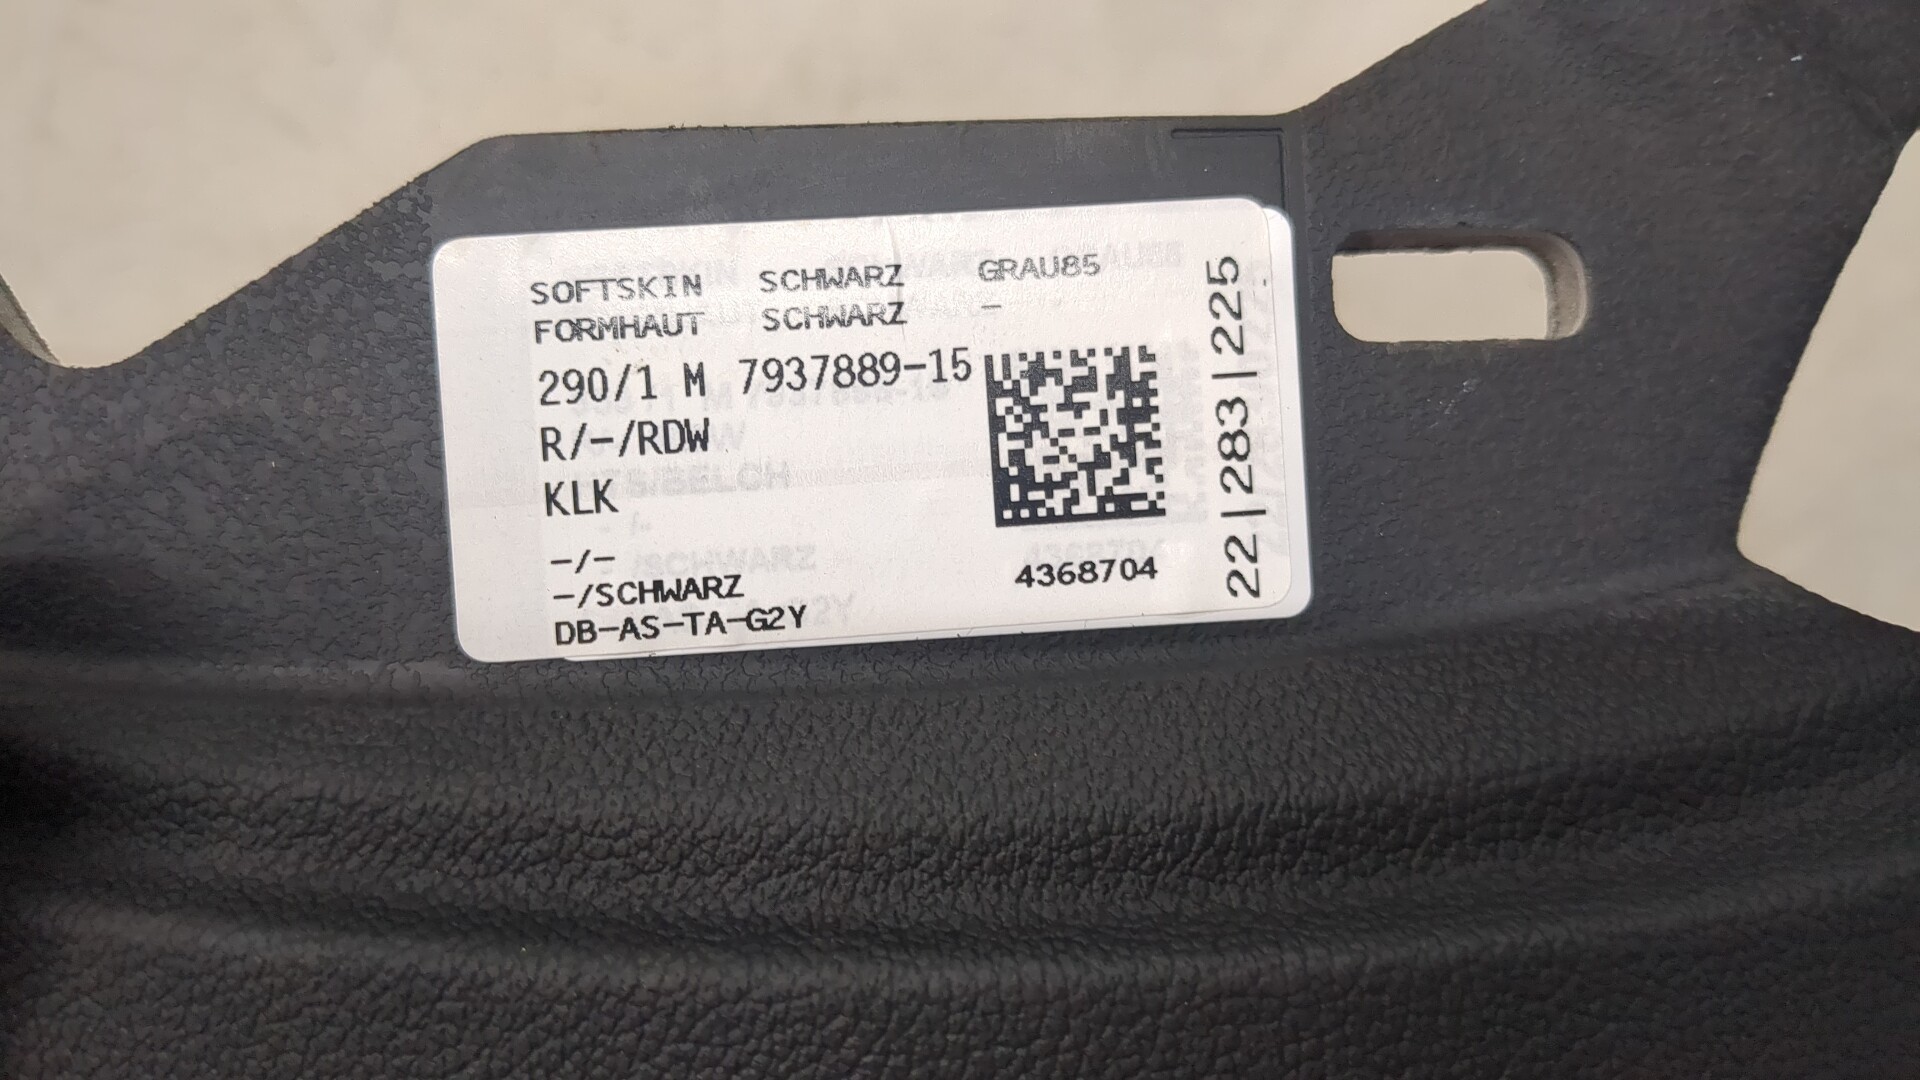 SOFTSKIN SCHWARZ GRAU85
FORMHAUT SCHWARZ -
290/1 M 7937889-15
R/-/RDW
KLK
-/-
-/SCHWARZ
DB-AS-TA-G2Y
4368704
22|283|225